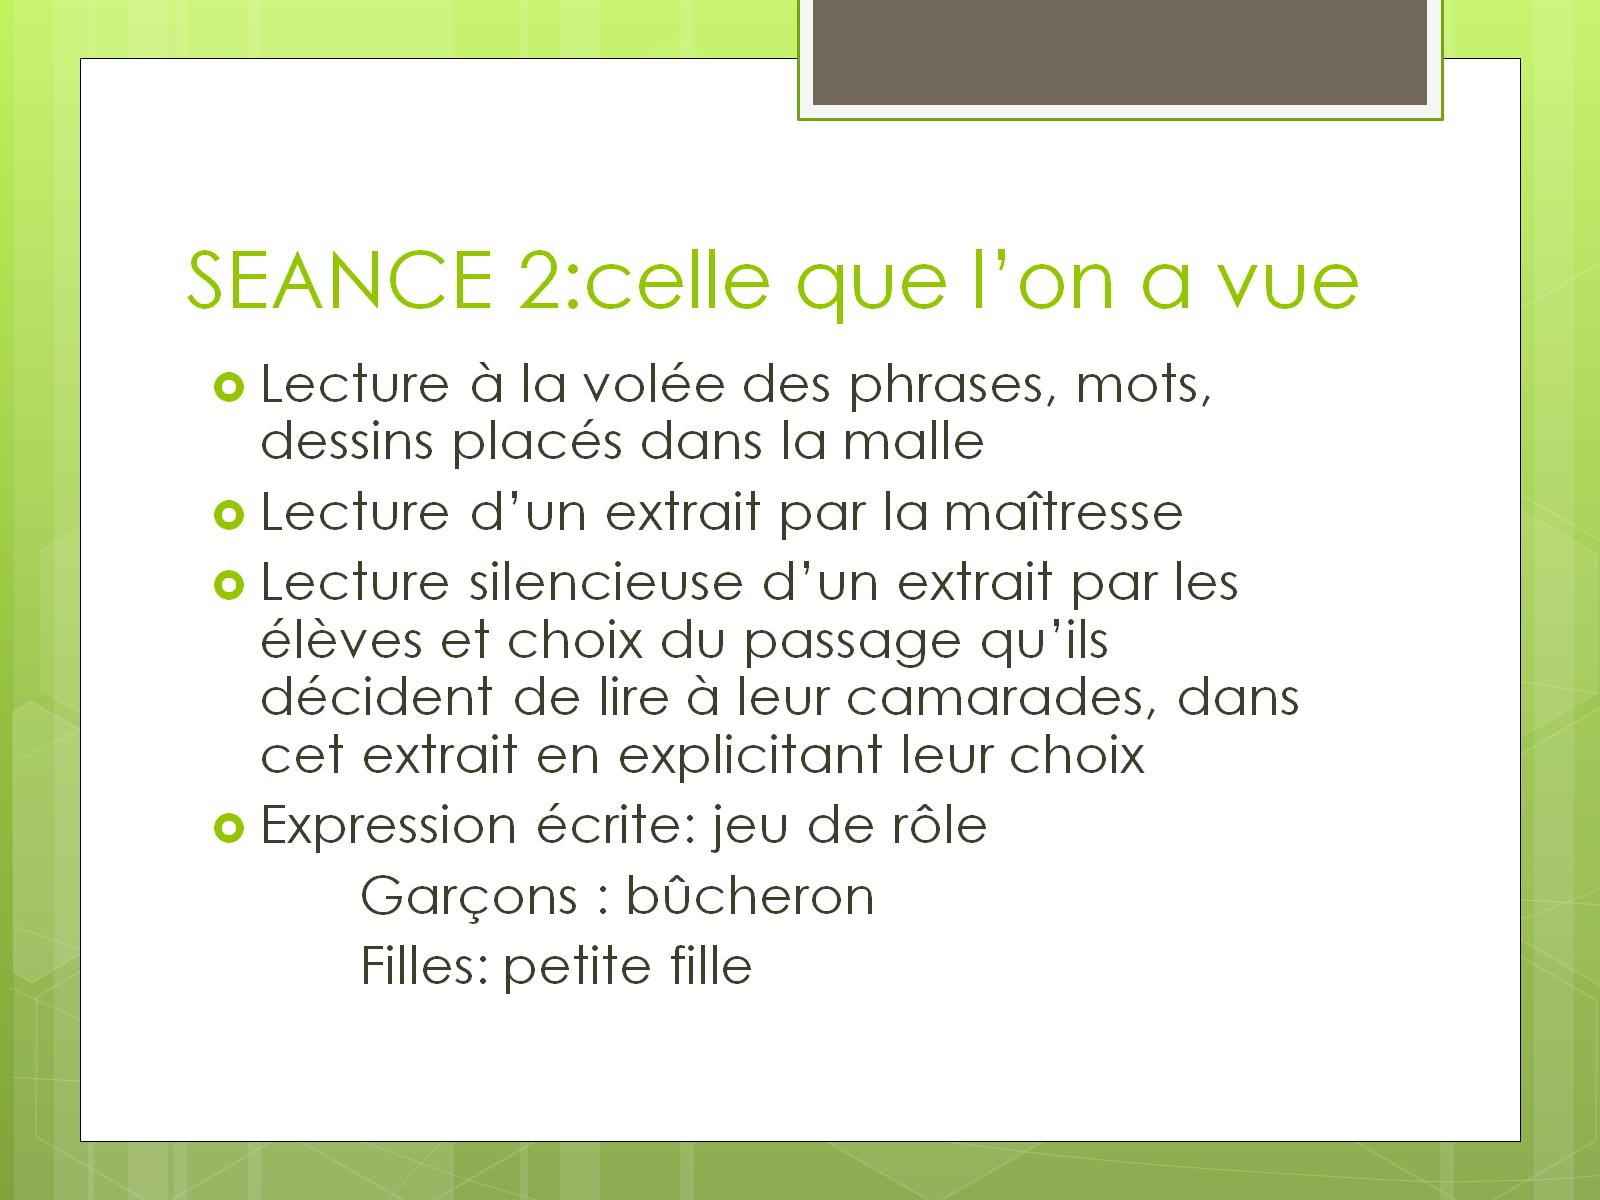 SEANCE 2:celle que l’on a vue
Lecture à la volée des phrases, mots,
dessins placés dans la malle
Lecture d’un extrait par la maîtresse
Lecture silencieuse d’un extrait par les
élèves et choix du passage qu’ils
décident de lire à leur camarades, dans
cet extrait en explicitant leur choix
Expression écrite: jeu de rôle
Garçons : bûcheron
Filles: petite fille